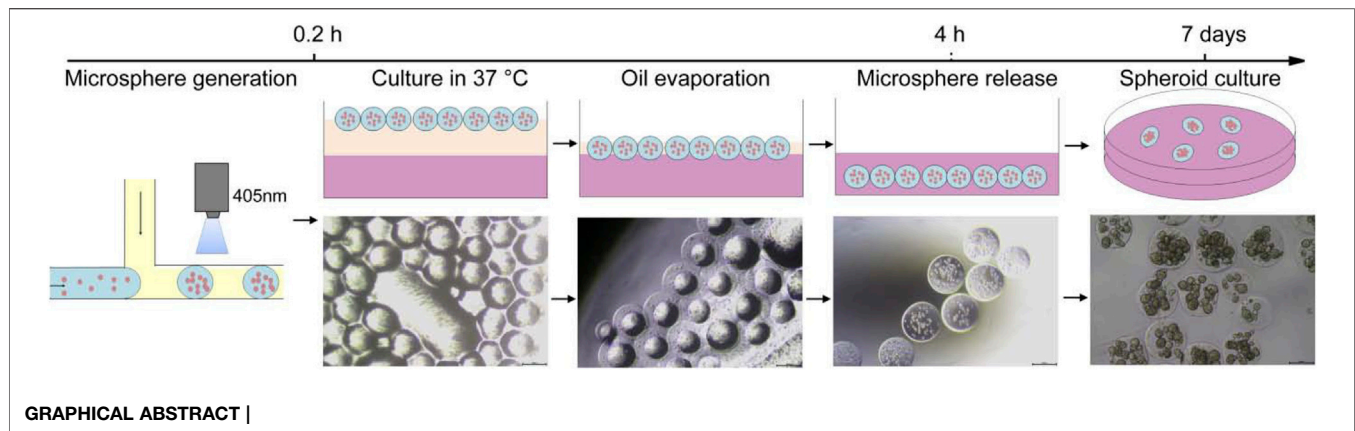 0.2 h 4 h 7 days
Microsphere generation Culture in 37 °C Oil evaporation Microsphere release Spheroid culture
405nm
GRAPHICAL ABSTRACT |